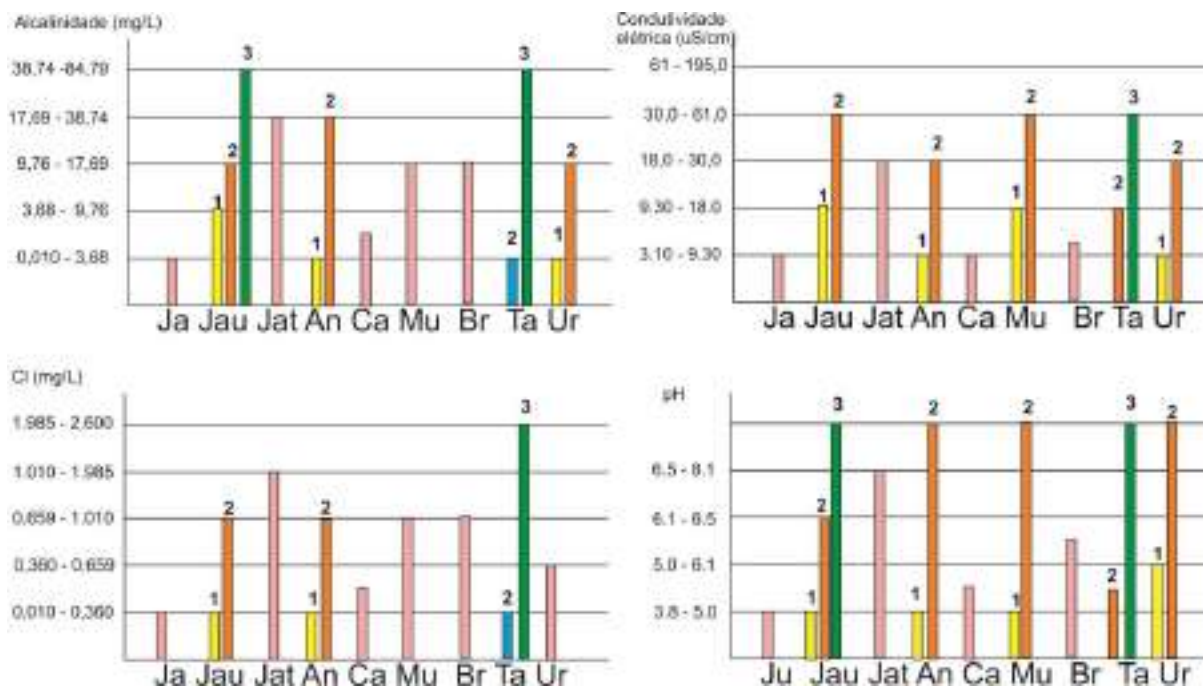 Alcalinidade (mg/L)
38,74 -84,79
17,69 - 38,74
9,76 - 17,69
3,68 - 9,76
0,010 - 3,68
1 2 3 1 2 2 3 1 2
Ja Jau Jat An Ca Mu Br Ta Ur
Condutividade
elétrica (uS/cm)
61 - 195,0
30,0 - 61,0
18,0 - 30,0
9.30 - 18.0
3.10 - 9.30
1 2 1 2 1 2 2 3 1 2
Ja Jau Jat An Ca Mu Br Ta Ur
Cl (mg/L)
1.985 - 2.600
1.010 - 1.985
0,659 - 1.010
0,360 - 0,659
0,010 - 0,360
1 2 1 2 2 3
Ja Jau Jat An Ca Mu Br Ta Ur
pH
6.5 - 8.1
6.1 - 6.5
5.0 - 6.1
3.8 - 5.0
1 2 3 1 2 1 2 2 3 1 2
Ju Jau Jat An Ca Mu Br Ta Ur